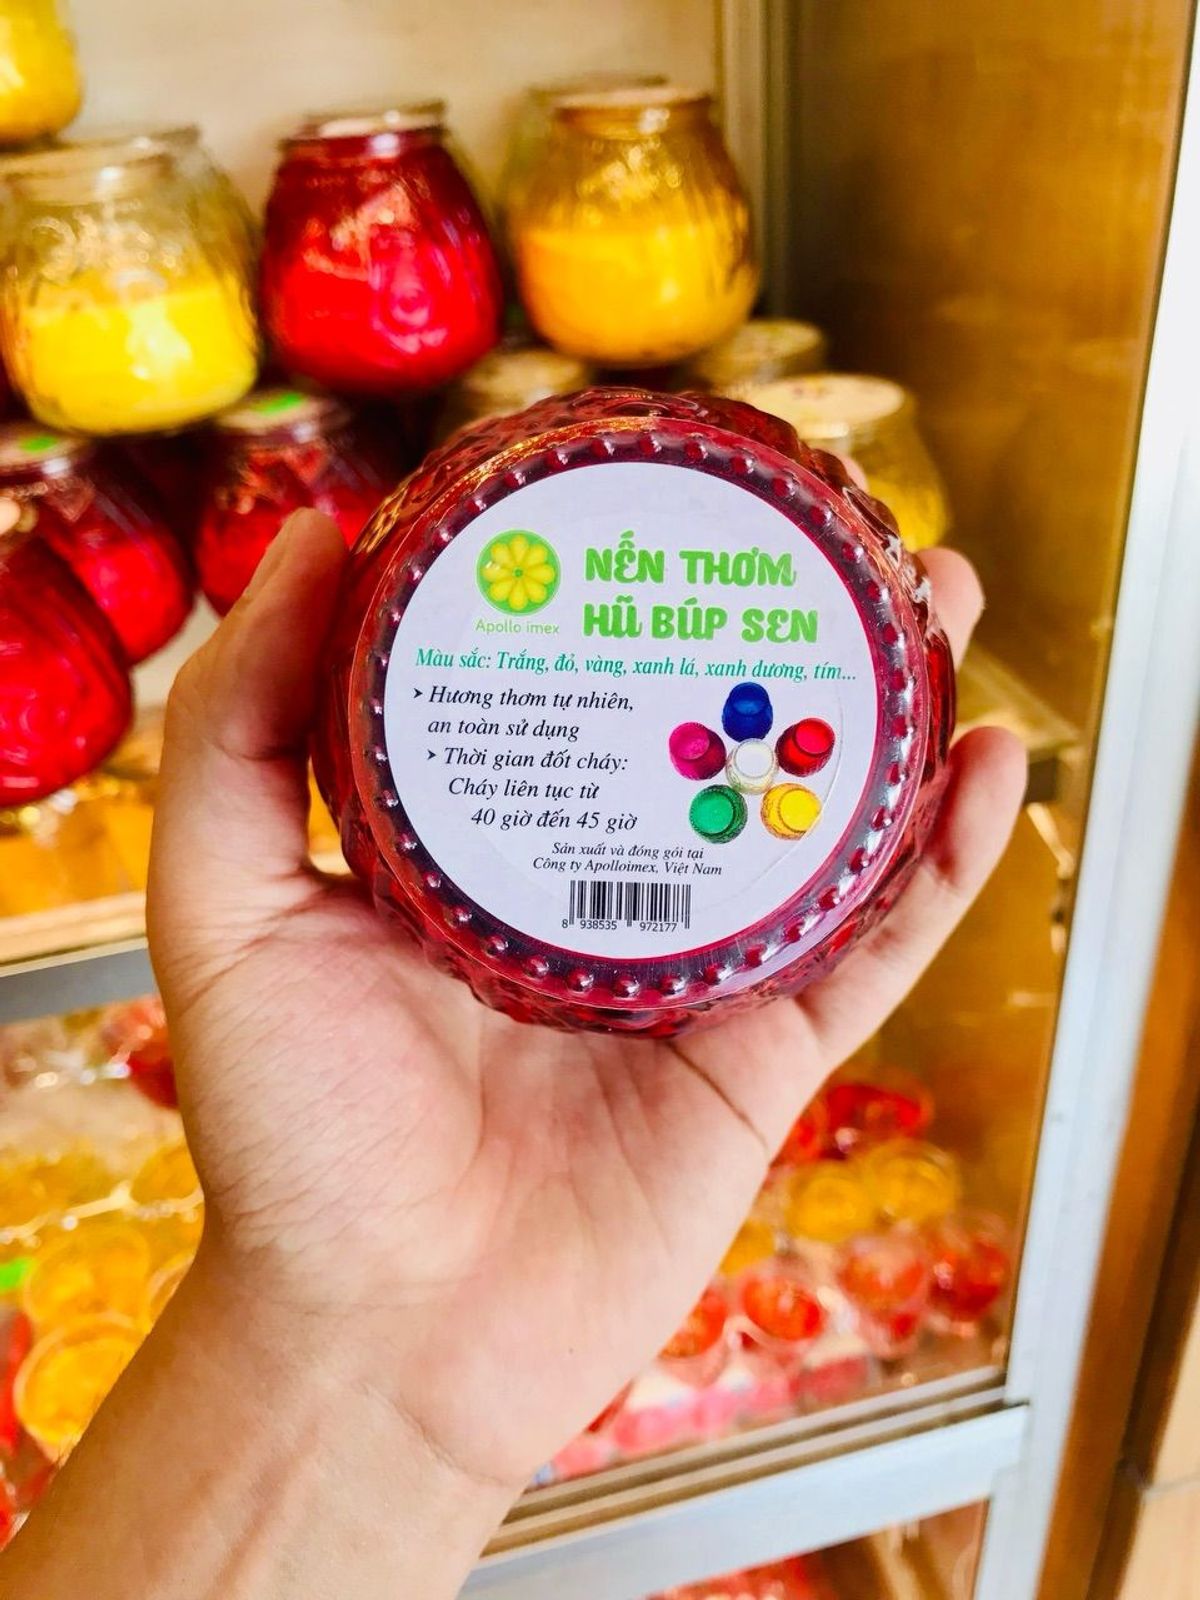 NẾN THƠM
HŨ BÚP SEN
Apollo imex
Màu sắc: Trắng, đỏ, vàng, xanh lá, xanh dương, tím...
➤ Hương thơm tự nhiên,
an toàn sử dụng
➤ Thời gian đốt cháy:
Cháy liên tục từ
40 giờ đến 45 giờ
Sản xuất và đóng gói tại
Công ty Apolloimex, Việt Nam
8 938535 972177